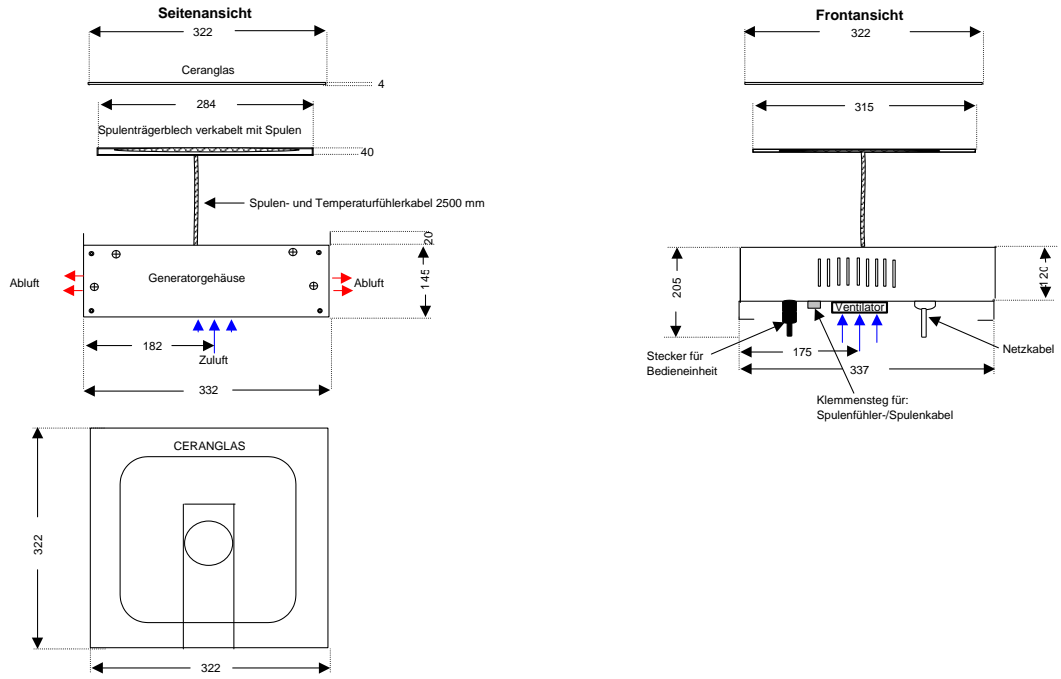 Seitenansicht
322
Ceranglas
4
284
Spulenträgerblech verkabelt mit Spulen
40
Spulen- und Temperaturfühlerkabel 2500 mm
20
Abluft
Generatorgehäuse
Abluft
145
182
Zuluft
332
CERANGLAS
322
322
Frontansicht
322
315
205
120
Ventilator
Stecker für
Bedieneinheit
175
Netzkabel
337
Klemmensteg für:
Spulenfühler-/Spulenkabel